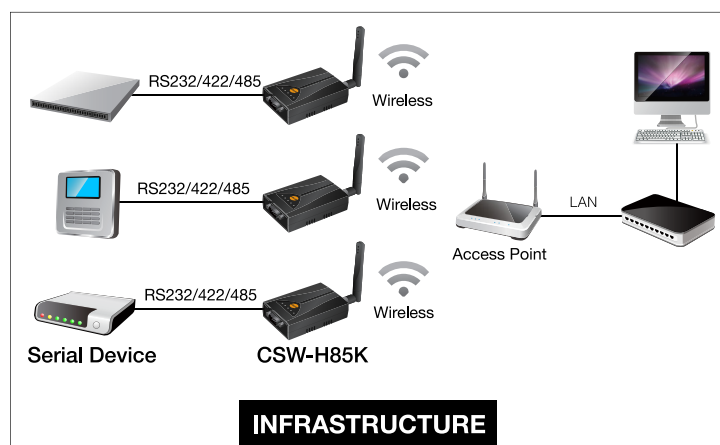 RS232/422/485
Wireless
RS232/422/485
Wireless
LAN
Access Point
RS232/422/485
Wireless
Serial Device
CSW-H85K
INFRASTRUCTURE